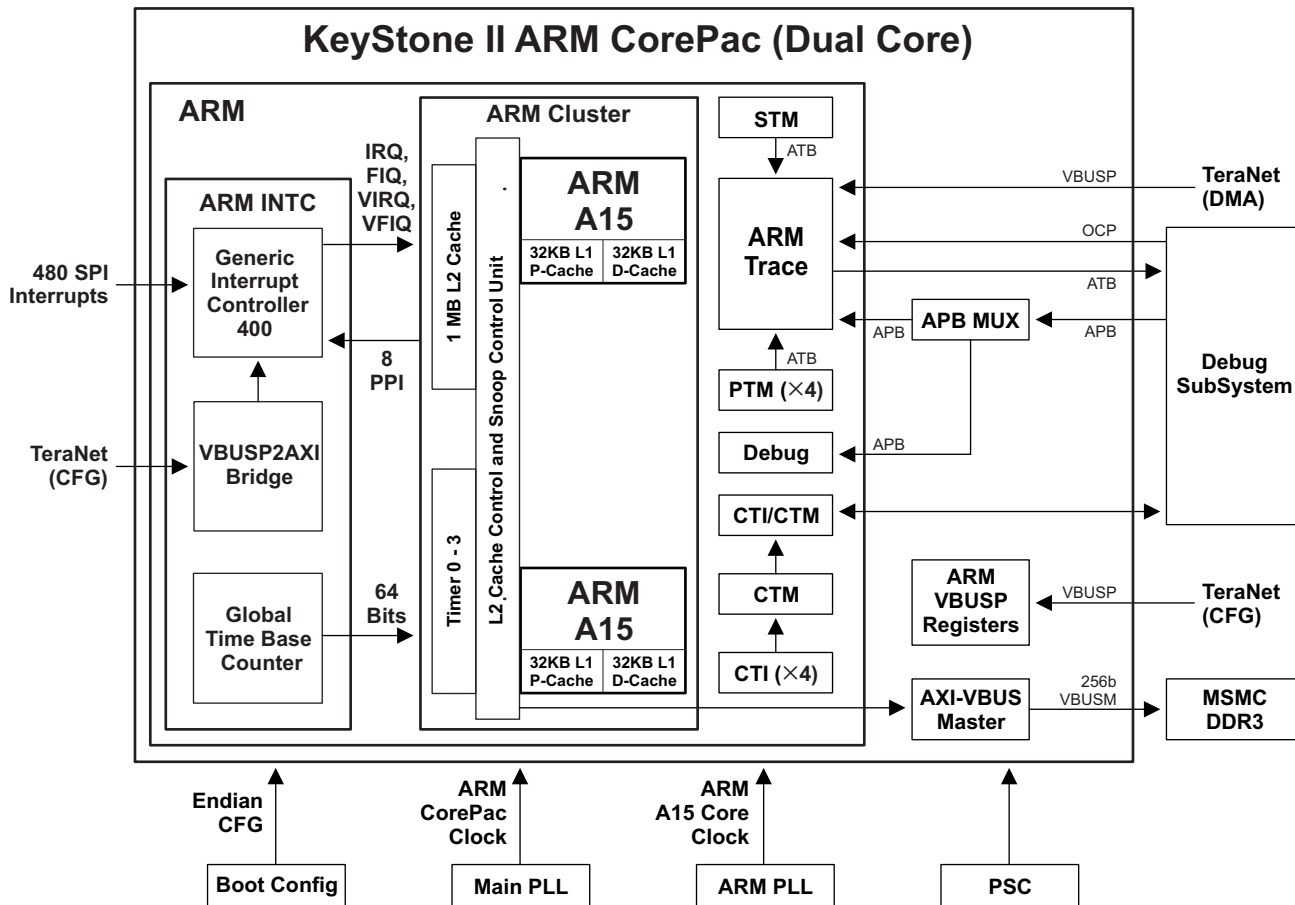 KeyStone II ARM CorePac (Dual Core)
ARM
ARM INTC
Generic
Interrupt
Controller
400
VBUSP2AXI
Bridge
Global
Time Base
Counter
480 SPI
Interrupts
TeraNet
(CFG)
IRQ,
FIQ,
VIRQ,
VFIQ
8
PPI
64
Bits
ARM Cluster
1 MB L2 Cache
Timer 0 - 3
L2 Cache Control and Snoop Control Unit
ARM
A15
32KB L1
P-Cache
32KB L1
D-Cache
ARM
A15
32KB L1
P-Cache
32KB L1
D-Cache
STM
ATB
ARM
Trace
ATB
PTM (×4)
Debug
CTI/CTM
CTM
CTI (×4)
VBUSP
TeraNet
(DMA)
OCP
ATB
APB
APB MUX
APB
APB
Debug
SubSystem
ARM
VBUSP
Registers
VBUSP
TeraNet
(CFG)
AXI-VBUS
Master
256b
VBUSM
MSMC
DDR3
Endian
CFG
Boot Config
ARM
CorePac
Clock
Main PLL
ARM
A15 Core
Clock
ARM PLL
PSC